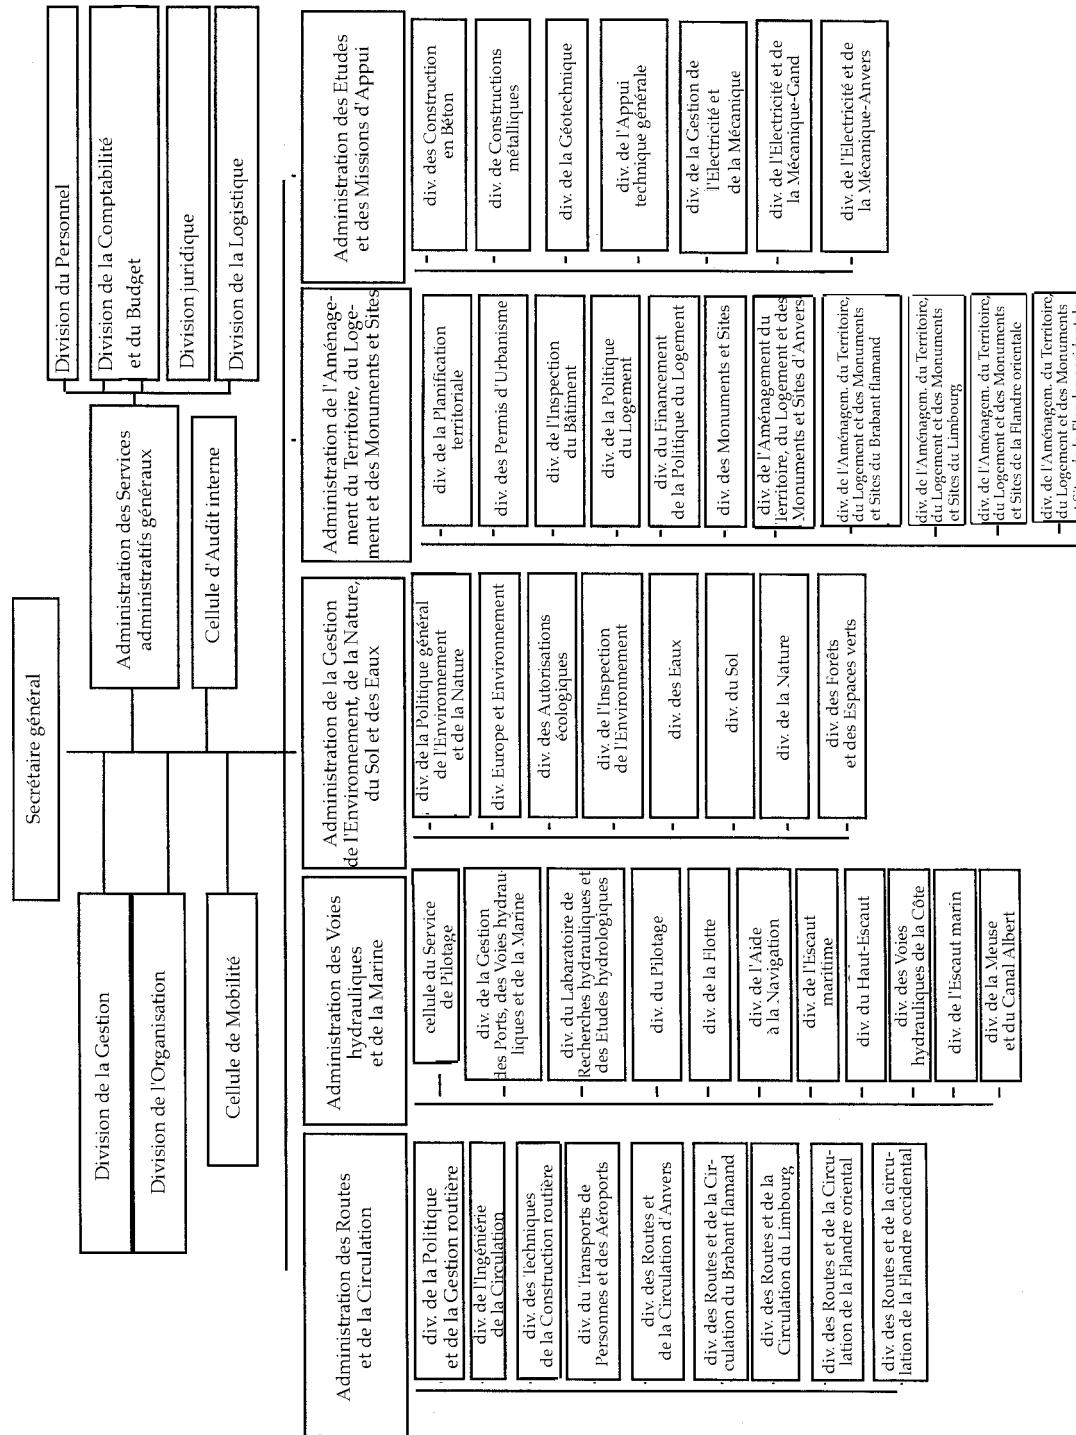 Secrétaire général
Division de la Gestion
Division de l'Organisation
Cellule de Mobilité
Administration des Services
administratifs généraux
Cellule d'Audit interne
Division du Personnel
Division de la Comptabilité
et du Budget
Division juridique
Division de la Logistique
Administration des Routes
et de la Circulation
div. de la Politique
et de la Gestion routière
div. de l'Ingéniérie
de la Circulation
div. des Techniques
de la Construction routière
div. du Transports de
Personnes et des Aéroports
div. des Routes et
de la Circulation d'Anvers
div. des Routes et de la Cir-
culation du Brabant flamand
div. des Routes et de la
Circulation du Limbourg
div. des Routes et de la Circu-
lation de la Flandre oriental
div. des Routes et de la circu-
lation de la Flandre occidental
Administration des Voies
hydrauliques
et de la Marine
cellule du Service
de Pilotage
div. de la Gestion
des Ports, des Voies hydrau-
liques et de la Marine
div. du Labaratoire de
Recherches hydrauliques et
des Etudes hydrologiques
div. du Pilotage
div. de la Flotte
div. de l'Aide
à la Navigation
div. de l'Escaut
maritime
div. du Haut-Escaut
div. des Voies
hydrauliques de la Côte
div. de l'Escaut marin
div. de la Meuse
et du Canal Albert
Administration de la Gestion
de l'Environnement, de la Nature,
du Sol et des Eaux
div. de la Politique général
de l'Environnement
et de la Nature
div. Europe et Environnement
div. des Autorisations
écologiques
div. de l'Inspection
de l'Environnement
div. des Eaux
div. du Sol
div. de la Nature
div. des Forêts
et des Espaces verts
Administration de l'Aménage-
ment du Territoire, du Loge-
ment et des Monuments et Sites
div. de la Planification
territoriale
div. des Permis d'Urbanisme
div. de l'Inspection
du Bâtiment
div. de la Politique
du Logement
div. du Financement
de la Politique du Logement
div. des Monuments et Sites
div. de l'Aménagement du
Territoire, du Logement et des
Monuments et Sites d'Anvers
div. de l'Aménagem. du Territoire,
du Logement et des Monuments
et Sites du Brabant flamand
div. de l'Aménagem. du Territoire,
du Logement et des Monuments
et Sites du Limbourg
div. de l'Aménagem. du Territoire,
du Logement et des Monuments
et Sites de la Flandre orientale
div. de l'Aménagem. du Territoire,
du Logement et des Monuments
Administration des Etudes
et des Missions d'Appui
div. des Construction
en Béton
div. de Constructions
métalliques
div. de la Géotechnique
div. de l'Appui
technique générale
div. de la Gestion de
l'Electricité et
de la Mécanique
div. de l'Electricité et de
la Mécanique-Gand
div. de l'Electricité et de
la Mécanique-Anvers